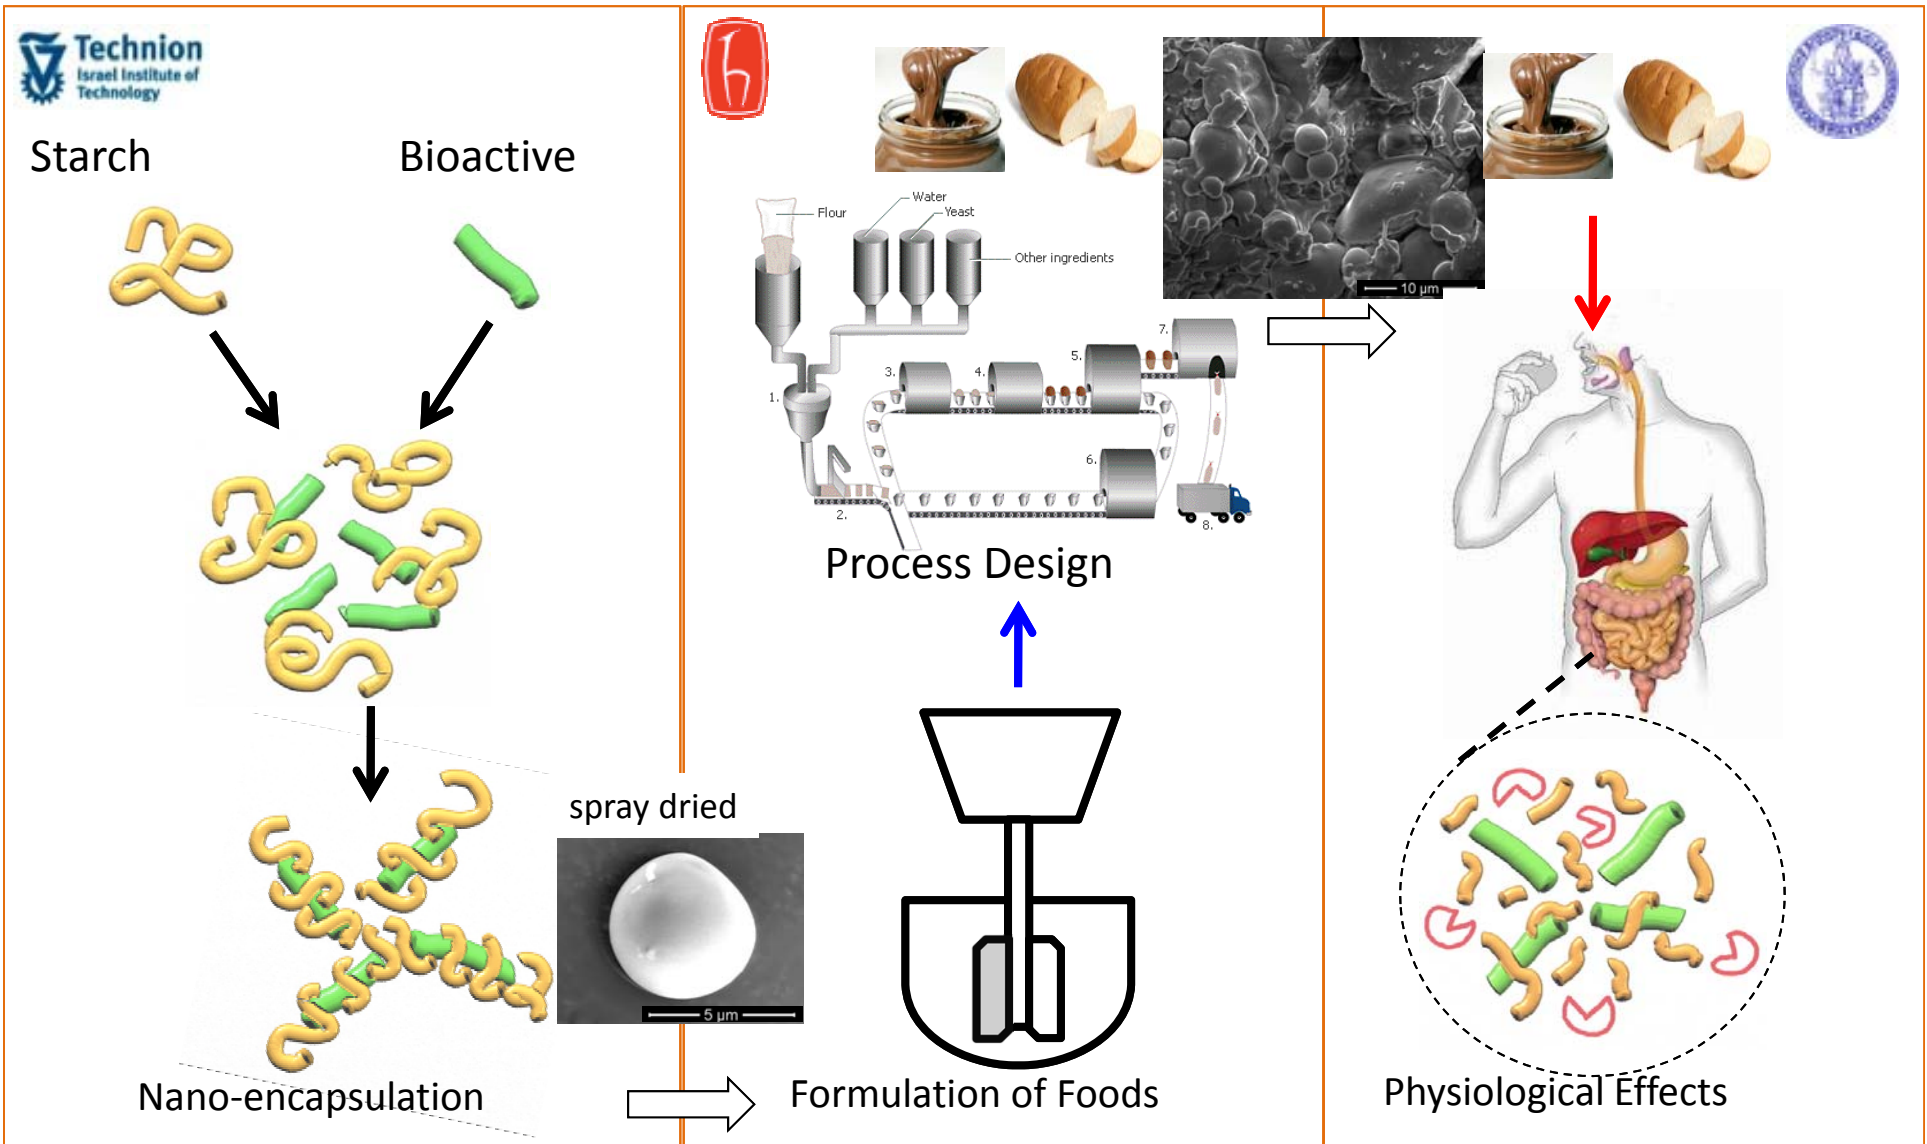 Technion
Israel Institute of
Technology
Starch
Bioactive
Nano-encapsulation
spray dried
5 µm
Flour
Water
Yeast
Other ingredients
1.
2.
3.
4.
5.
6.
7.
8.
Process Design
Formulation of Foods
10 µm
Physiological Effects